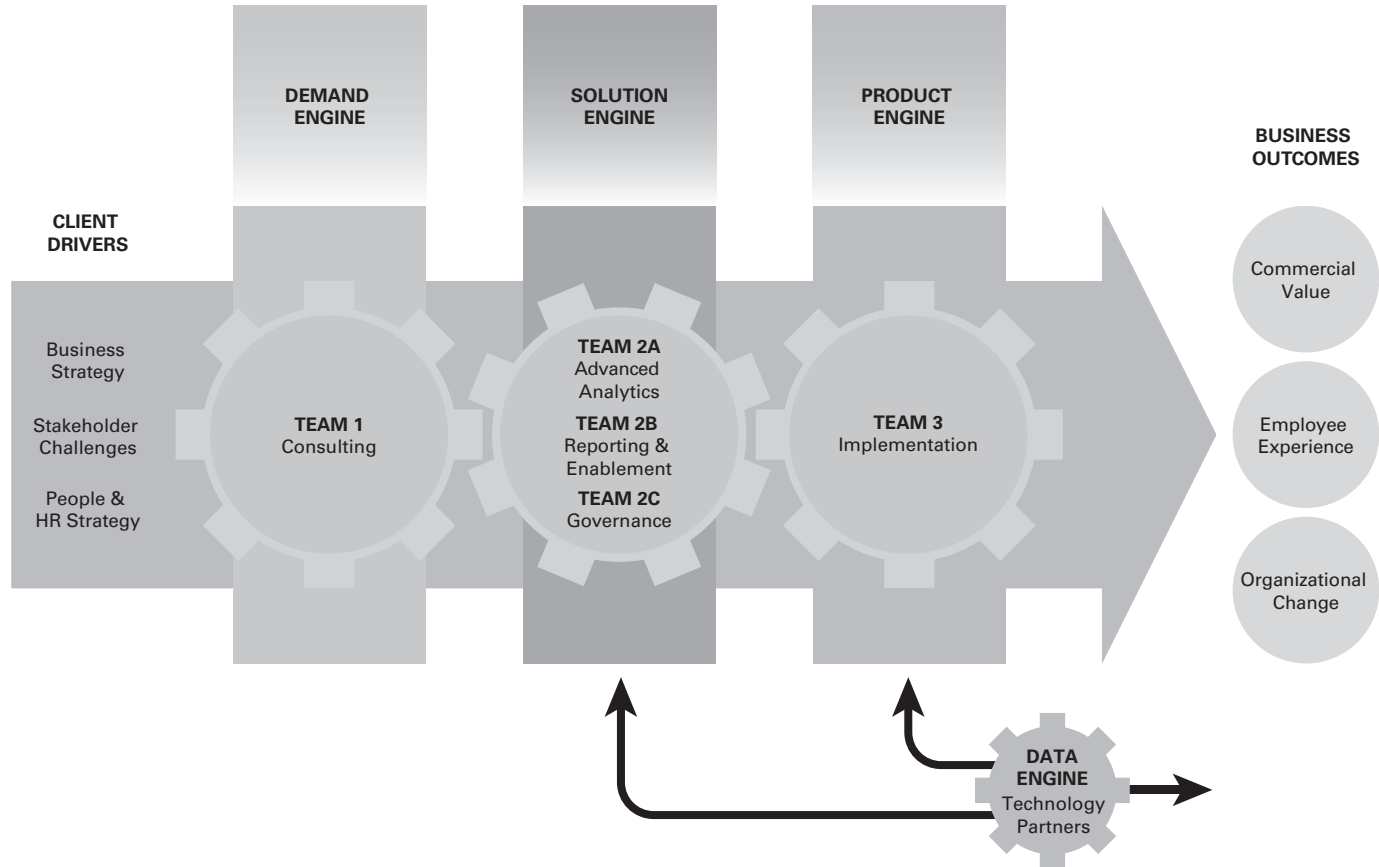 DEMAND
ENGINE
SOLUTION
ENGINE
PRODUCT
ENGINE
BUSINESS
OUTCOMES
CLIENT
DRIVERS
Business
Strategy
Stakeholder
Challenges
People &
HR Strategy
TEAM 1
Consulting
TEAM 2A
Advanced
Analytics
TEAM 2B
Reporting &
Enablement
TEAM 2C
Governance
TEAM 3
Implementation
Commercial
Value
Employee
Experience
Organizational
Change
DATA
ENGINE
Technology
Partners